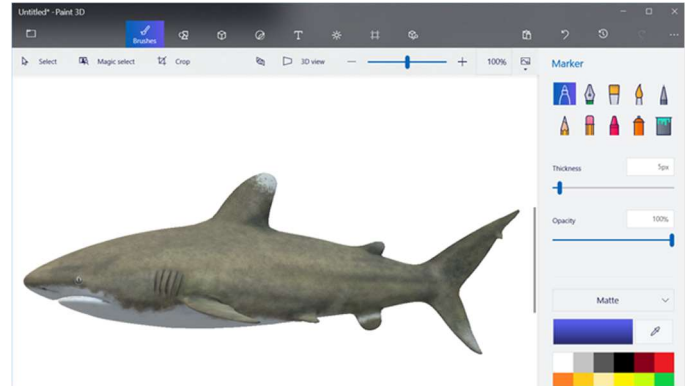 Untitled* - Paint 3D
Brushes
Select
Magic select
Crop
3D view
100%
Marker
Thickness
5px
Opacity
100%
Matte